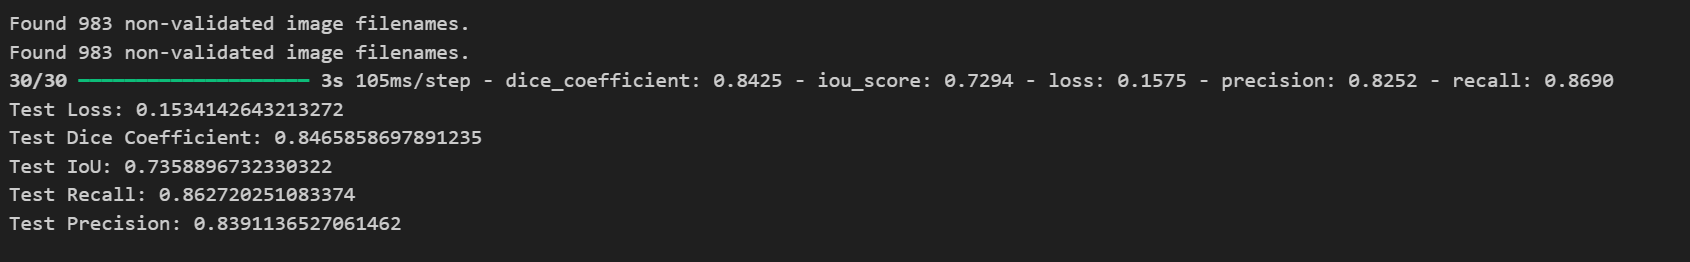 Found 983 non-validated image filenames.
Found 983 non-validated image filenames.
30/30 ━━━━━━━━━━━━━━━━━━━━ 3s 105ms/step - dice_coefficient: 0.8425 - iou_score: 0.7294 - loss: 0.1575 - precision: 0.8252 - recall: 0.8690
Test Loss: 0.1534142643213272
Test Dice Coefficient: 0.8465858697891235
Test IoU: 0.7358896732330322
Test Recall: 0.862720251083374
Test Precision: 0.8391136527061462